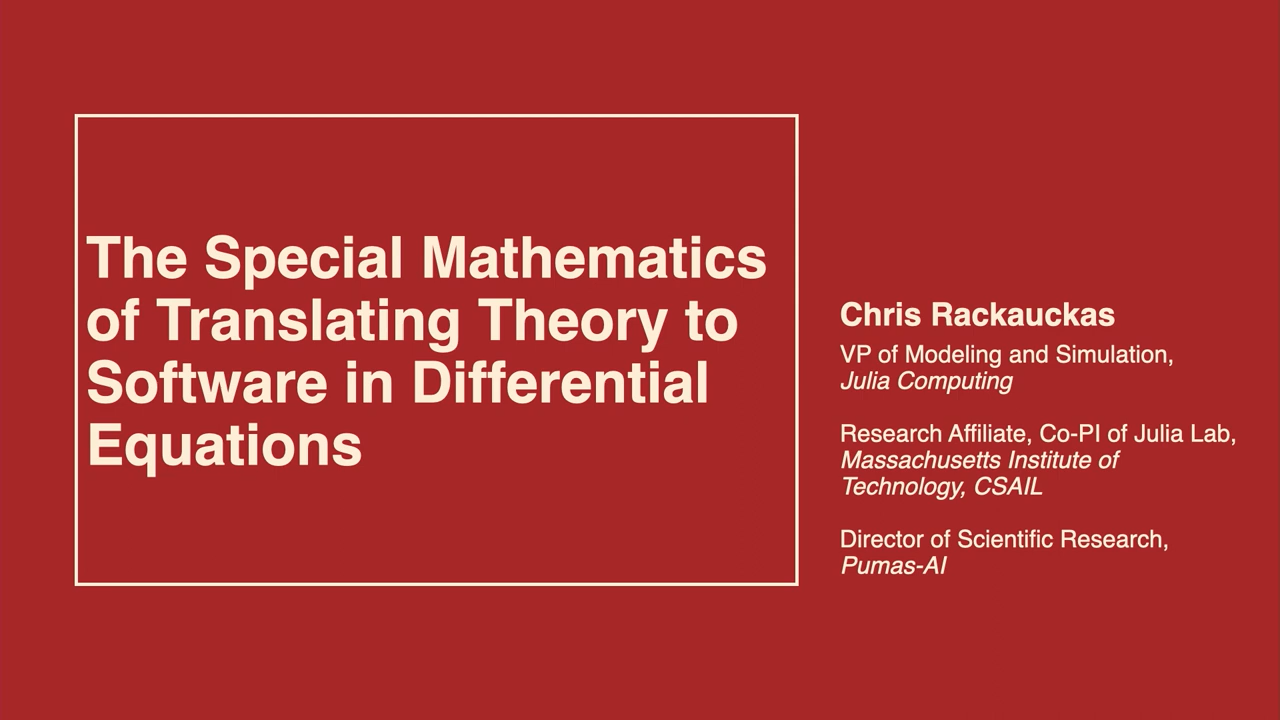 The Special Mathematics
of Translating Theory to
Software in Differential
Equations
Chris Rackauckas
VP of Modeling and Simulation,
Julia Computing
Research Affiliate, Co-PI of Julia Lab,
Massachusetts Institute of
Technology, CSAIL
Director of Scientific Research,
Pumas-AI